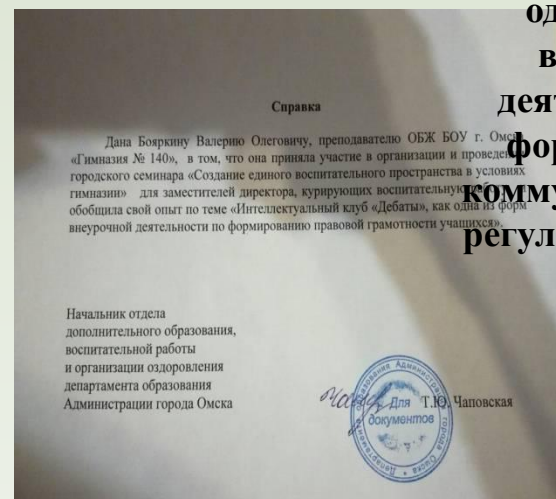 Справка
Дана Бояркину Валерию Олеговичу, преподавателю ОБЖ БОУ г. Омска
«Гимназия № 140», в том, что она приняла участие в организации и проведении
городского семинара «Создание единого воспитательного пространства в условиях
гимназии» для заместителей директора, курирующих воспитательную
обобщила свой опыт по теме «Интеллектуальный клуб «Дебаты», как одна из форм
внеурочной деятельности по формированию правовой грамотности учащихся».
Начальник отдела
дополнительного образования,
воспитательной работы
и организации оздоровления
департамента образования
Администрации города Омска
Для документов
Т.Ю. Чаповская
од
в
дея
фор
комму
регул